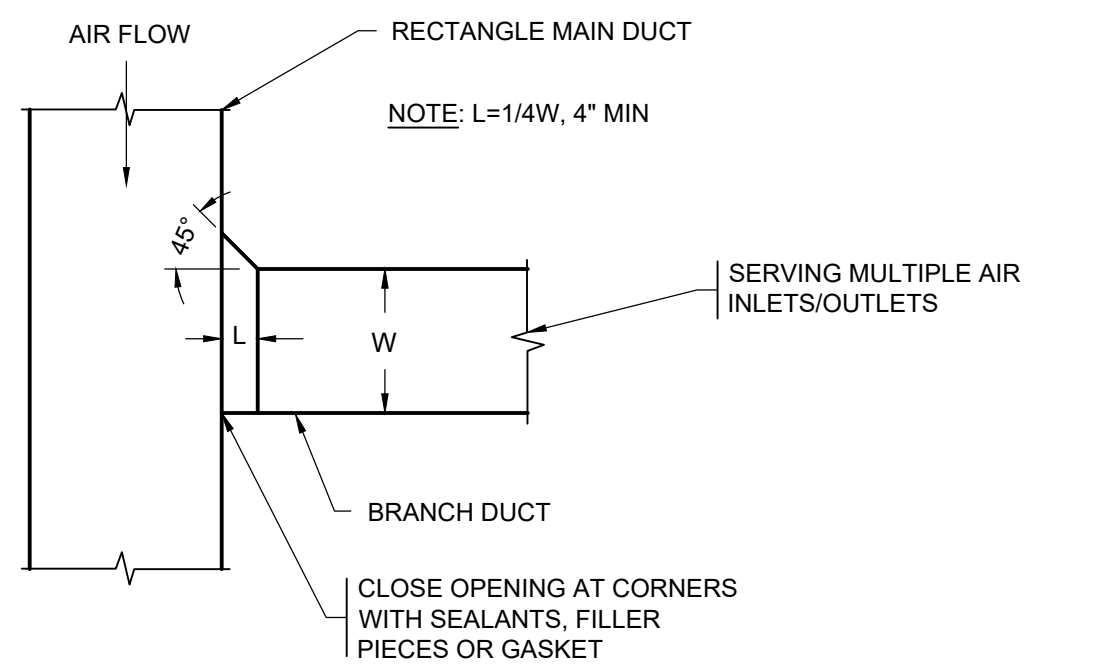 AIR FLOW
RECTANGLE MAIN DUCT
NOTE: L=1/4W, 4" MIN
45°
SERVING MULTIPLE AIR
INLETS/OUTLETS
L
W
BRANCH DUCT
CLOSE OPENING AT CORNERS
WITH SEALANTS, FILLER
PIECES OR GASKET